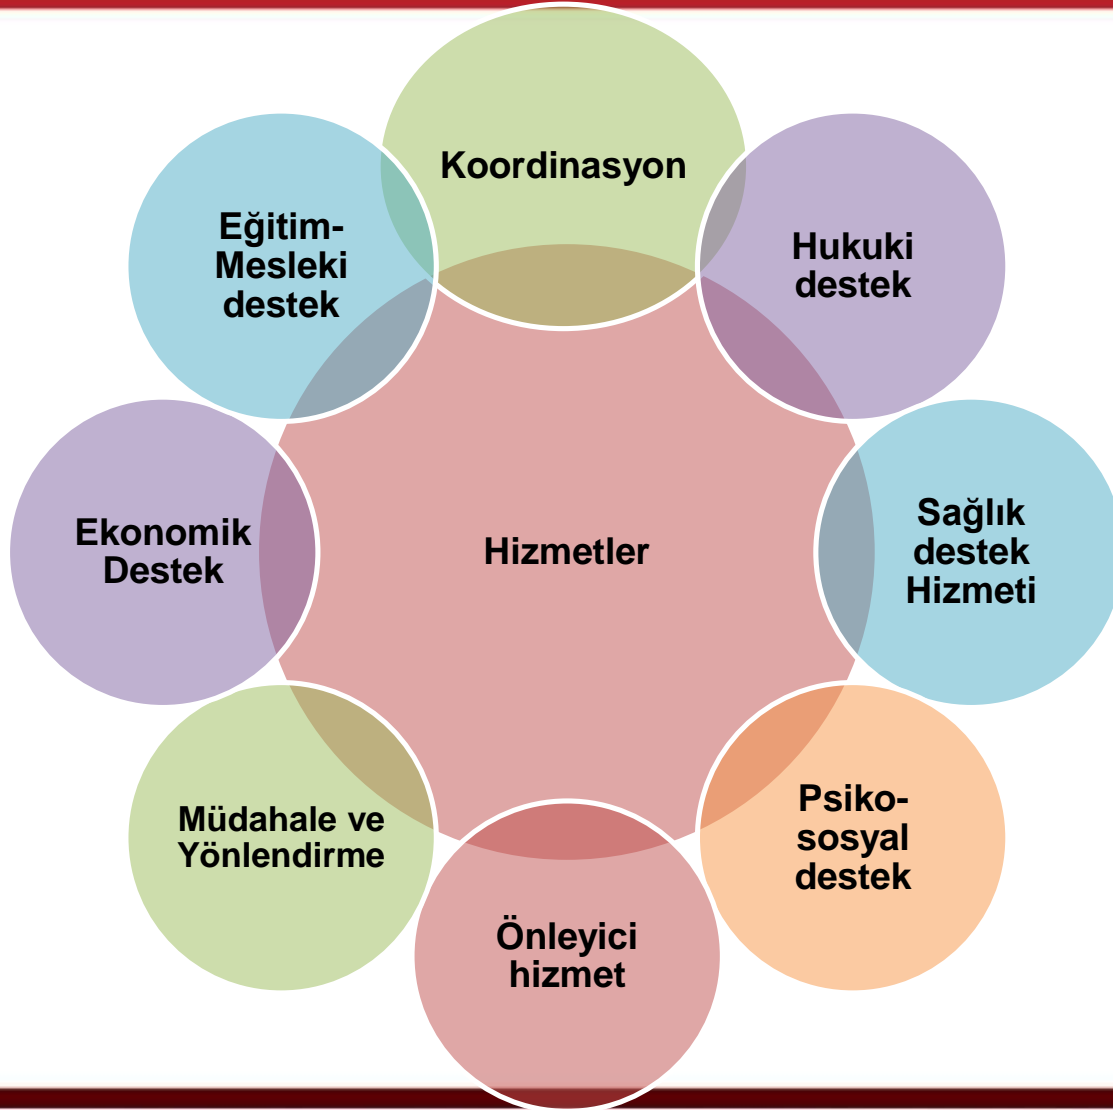 Koordinasyon
Hukuki
destek
Sağlık
destek
Hizmeti
Psiko-
sosyal
destek
Önleyici
hizmet
Müdahale ve
Yönlendirme
Ekonomik
Destek
Eğitim-
Mesleki
destek
Hizmetler